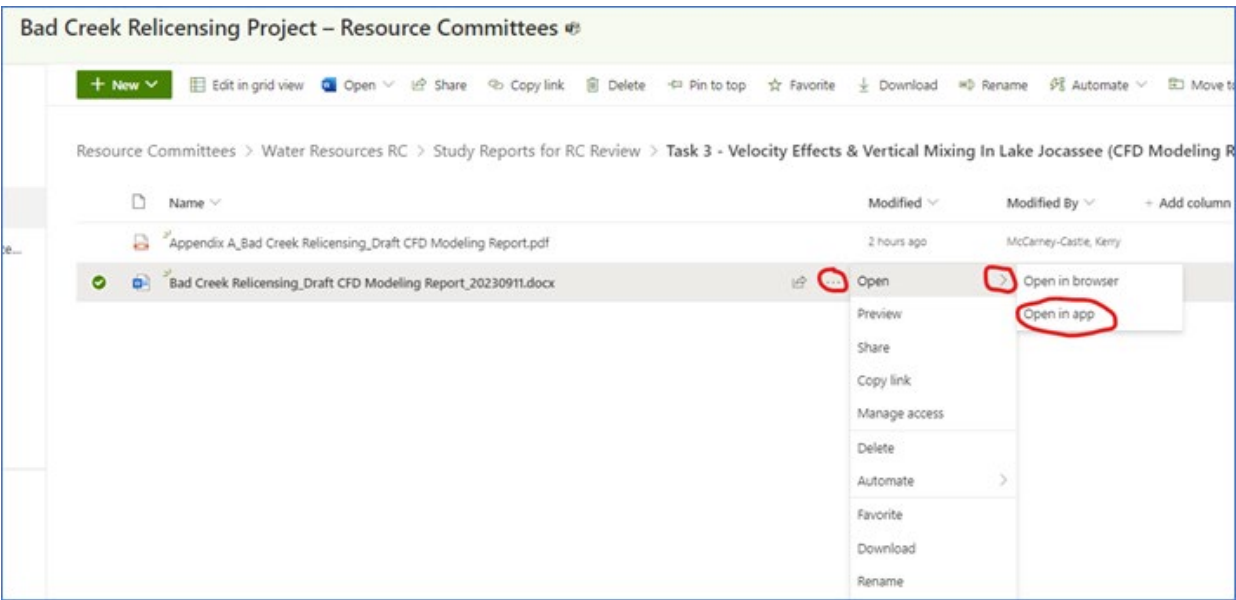 Bad Creek Relicensing Project – Resource Committees
+ New Edit in grid view Open Share Copy link Delete Pin to top Favorite Download Rename Automate Move to
Resource Committees > Water Resources RC > Study Reports for RC Review > Task 3 - Velocity Effects & Vertical Mixing In Lake Jocassee (CFD Modeling R
Name Modified Modified By + Add column
Appendix A_Bad Creek Relicensing_Draft CFD Modeling Report.pdf 2 hours ago McCarney-Castle, Kerry
Bad Creek Relicensing_Draft CFD Modeling Report_20230911.docx ... Open > Open in browser
Preview Open in app
Share
Copy link
Manage access
Delete
Automate >
Favorite
Download
Rename